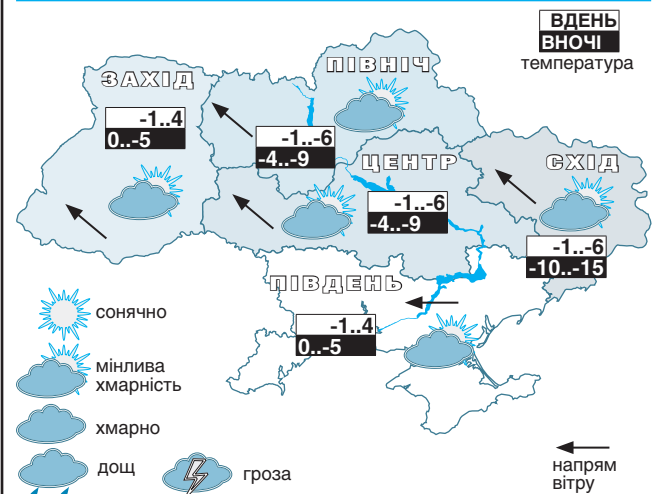 ВДЕНЬ
ВНОЧІ
температура
ПІВНІЧ
ЗАХІД
-1..4
0..-5
-1..-6
-4..-9
ЦЕНТР
СХІД
-1..-6
-4..-9
-1..-6
-10..-15
ПІВДЕНЬ
-1..4
0..-5
сонячно
мінлива
хмарність
хмарно
дощ
гроза
напрям
вітру